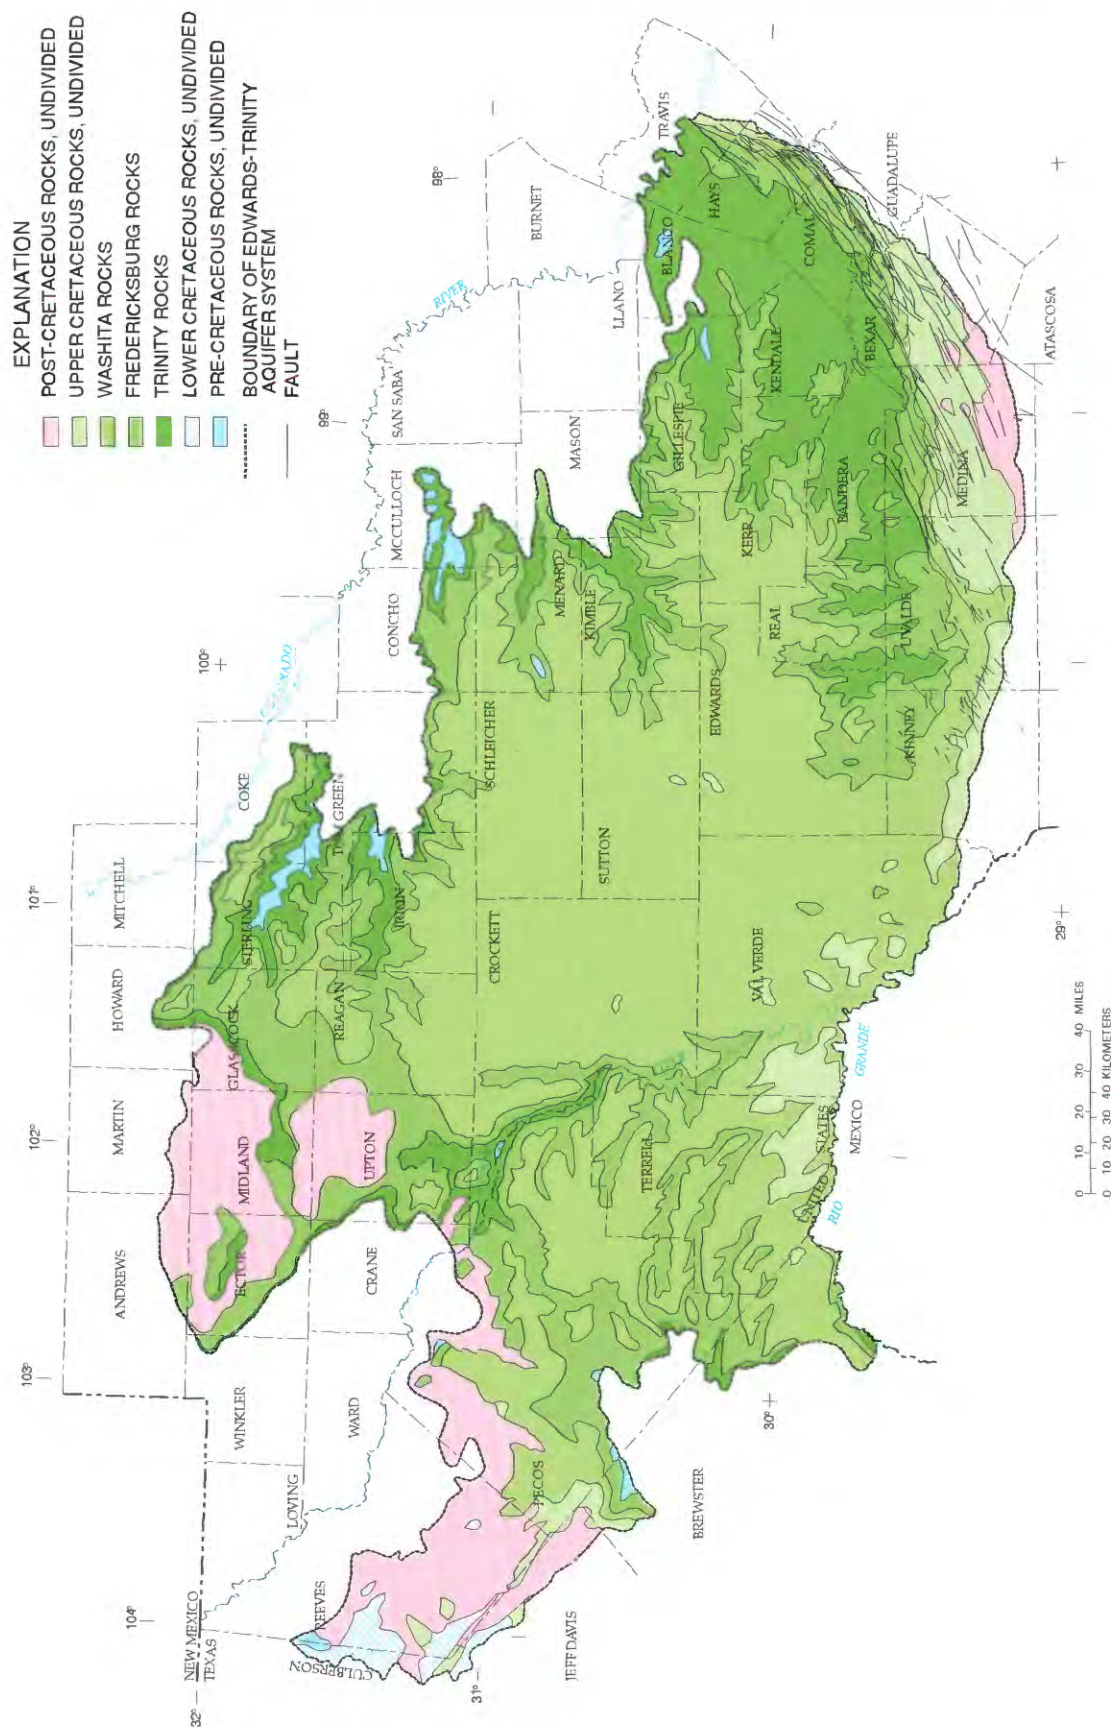 EXPLANATION
POST-CRETACEOUS ROCKS, UNDIVIDED
UPPER CRETACEOUS ROCKS, UNDIVIDED
WASHITA ROCKS
FREDERICKSBURG ROCKS
TRINITY ROCKS
LOWER CRETACEOUS ROCKS, UNDIVIDED
PRE-CRETACEOUS ROCKS, UNDIVIDED
BOUNDARY OF EDWARDS-TRINITY
AQUIFER SYSTEM
FAULT
104°
103°
102°
101°
100°
99°
98°
32°
NEW MEXICO
TEXAS
ANDREWS
MARTIN
HOWARD
MITCHELL
COKE
COLORADO
RIVER
LOVING
WINKLER
ECTOR
MIDLAND
GLASSCOCK
STERLING
TOM GREEN
CONCHO
MCCULLOCH
SAN SABA
BURNET
TRAVIS
CULBERSON
REEVES
WARD
CRANE
UPTON
REAGAN
IRION
SCHLEICHER
MENARD
MASON
LLANO
BLANCO
HAYS
31°
JEFF DAVIS
PECOS
CROCKETT
SUTTON
KIMBLE
GILLESPIE
KENDALL
COMAL
GUADALUPE
BREWSTER
TERRELL
VAL VERDE
EDWARDS
REAL
KERR
BANDERA
BEXAR
30°
UNITED STATES
MEXICO
RIO
GRANDE
KINNEY
UVALDE
MEDINA
ATASCOSA
29°
0 10 20 30 40 MILES
0 10 20 30 40 KILOMETERS